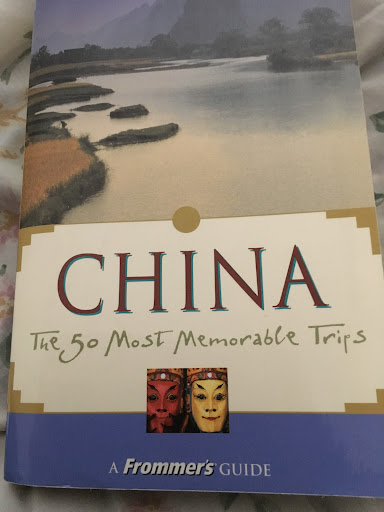 CHINA
The 50 Most Memorable Trips
A Frommer's GUIDE